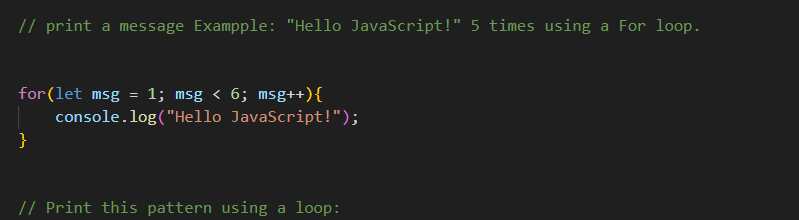 // print a message Exampple: "Hello JavaScript!" 5 times using a For loop.
for(let msg = 1; msg < 6; msg++){
    console.log("Hello JavaScript!");
}
// Print this pattern using a loop: